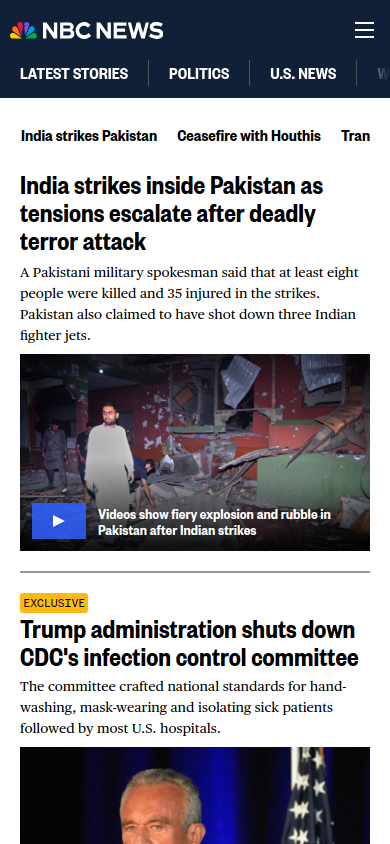 NBC NEWS
LATEST STORIES
POLITICS
U.S. NEWS
India strikes Pakistan
Ceasefire with Houthis
Tran
India strikes inside Pakistan as
tensions escalate after deadly
terror attack
A Pakistani military spokesman said that at least eight
people were killed and 35 injured in the strikes.
Pakistan also claimed to have shot down three Indian
fighter jets.
Videos show fiery explosion and rubble in
Pakistan after Indian strikes
EXCLUSIVE
Trump administration shuts down
CDC's infection control committee
The committee crafted national standards for hand-
washing, mask-wearing and isolating sick patients
followed by most U.S. hospitals.